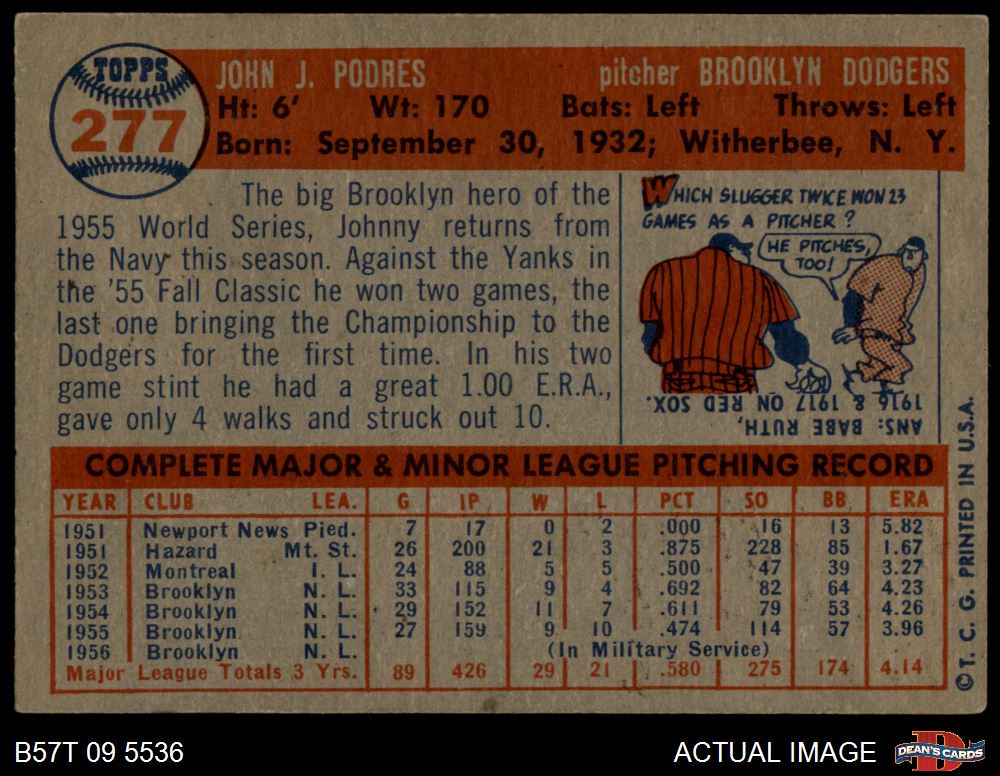 TOPPS
277
JOHN J. PODRES pitcher BROOKLYN DODGERS
Ht: 6' Wt: 170 Bats: Left Throws: Left
Born: September 30, 1932; Witherbee, N. Y.
The big Brooklyn hero of the
1955 World Series, Johnny returns from
the Navy this season. Against the Yanks in
the '55 Fall Classic he won two games, the
last one bringing the Championship to the
Dodgers for the first time. In his two
game stint he had a great 1.00 E.R.A.,
gave only 4 walks and struck out 10.
WHICH SLUGGER TWICE WON 23
GAMES AS A PITCHER?
HE PITCHES,
TOO!
ANS: BABE RUTH,
1916 & 1917 ON RED SOX.
COMPLETE MAJOR & MINOR LEAGUE PITCHING RECORD
YEAR CLUB LEA. G IP W L PCT SO BB ERA
1951 Newport News Pied. 7 17 0 2 .000 16 13 5.82
1951 Hazard Mt. St. 26 200 21 3 .875 228 85 1.67
1952 Montreal I. L. 24 88 5 5 .500 47 39 3.27
1953 Brooklyn N. L. 33 115 9 4 .692 82 64 4.23
1954 Brooklyn N. L. 29 152 11 7 .611 79 53 4.26
1955 Brooklyn N. L. 27 159 9 10 .474 114 57 3.96
1956 Brooklyn N. L. (In Military Service)
Major League Totals 3 Yrs. 89 426 29 21 .580 275 174 4.14
© T. C. G. PRINTED IN U.S.A.
B57T 09 5536
ACTUAL IMAGE
D
DEAN'S CARDS